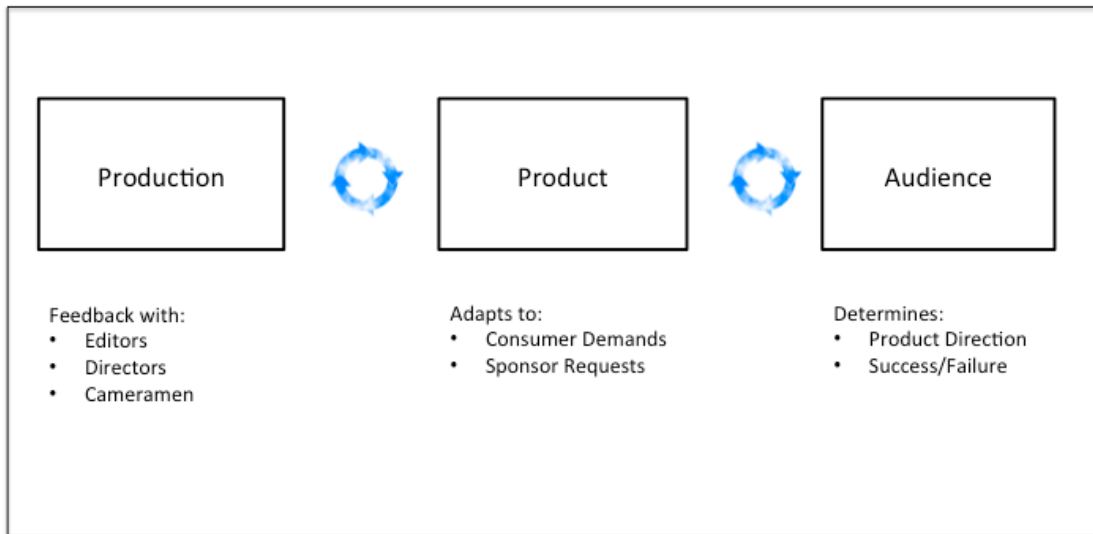 Production
Product
Audience
Feedback with:
• Editors
• Directors
• Cameramen
Adapts to:
• Consumer Demands
• Sponsor Requests
Determines:
• Product Direction
• Success/Failure